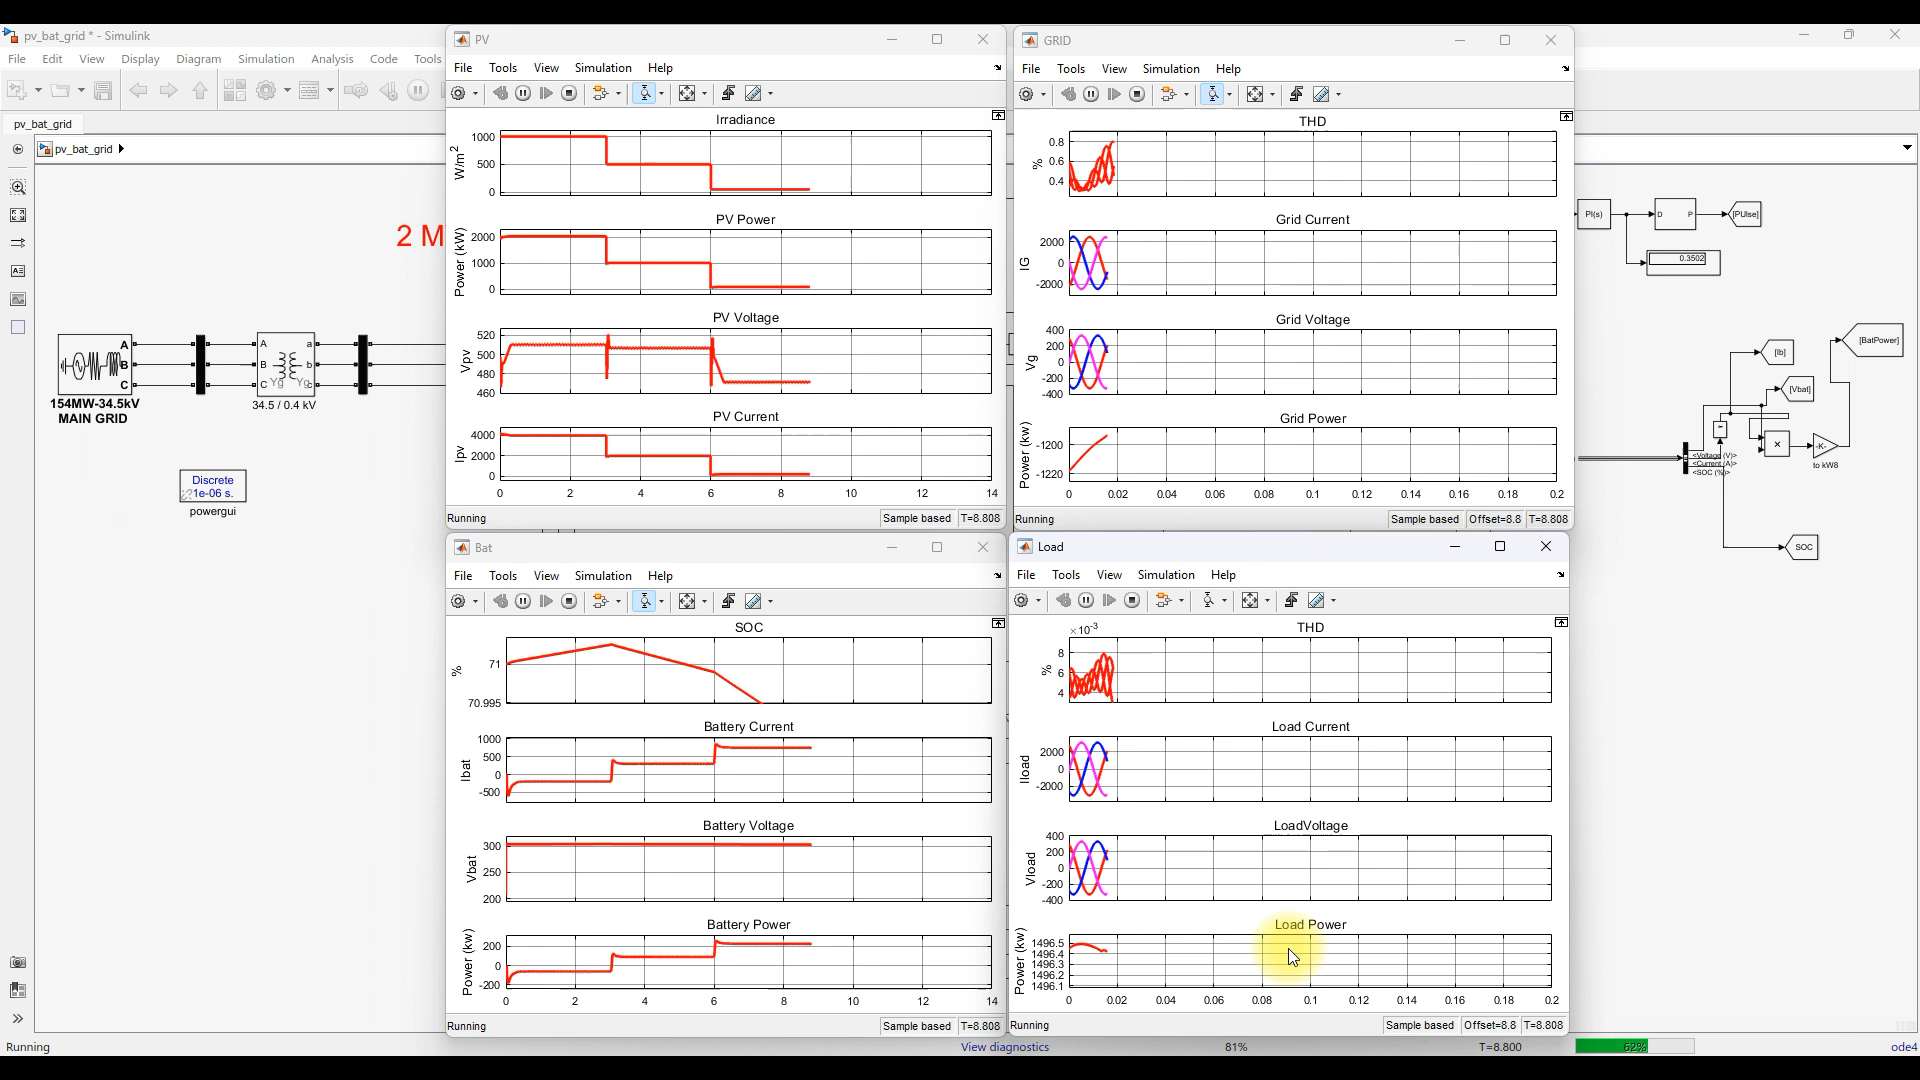 pv_bat_grid * - Simulink
File Edit View Display Diagram Simulation Analysis Code Tools
pv_bat_grid
pv_bat_grid
2 M
A
B
C
A
B
C
a
b
c
Yg Yg
154MW-34.5kV
MAIN GRID
34.5 / 0.4 kV
Discrete
1e-06 s.
powergui
PV
File Tools View Simulation Help
Irradiance
W/m2
1000
500
0
PV Power
Power (kW)
2000
1000
0
PV Voltage
Vpv
520
500
480
460
PV Current
Ipv
4000
2000
0
0 2 4 6 8 10 12 14
Running Sample based T=8.808
GRID
File Tools View Simulation Help
THD
%
0.8
0.6
0.4
Grid Current
IG
2000
0
-2000
Grid Voltage
Vg
400
200
0
-200
-400
Grid Power
Power (kw)
-1200
-1220
0 0.02 0.04 0.06 0.08 0.1 0.12 0.14 0.16 0.18 0.2
Running Sample based Offset=8.8 T=8.808
Bat
File Tools View Simulation Help
SOC
%
71
70.995
Battery Current
Ibat
1000
500
0
-500
Battery Voltage
Vbat
300
250
200
Battery Power
Power (kw)
200
0
-200
0 2 4 6 8 10 12 14
Running Sample based T=8.808
Load
File Tools View Simulation Help
×10-3
THD
%
8
6
4
Load Current
Iload
2000
0
-2000
LoadVoltage
Vload
400
200
0
-200
-400
Load Power
Power (kw)
1496.5
1496.4
1496.3
1496.2
1496.1
0 0.02 0.04 0.06 0.08 0.1 0.12 0.14 0.16 0.18 0.2
Running Sample based Offset=8.8 T=8.808
PI(s)
D P
[PUlse]
0.3502
[Ib]
[BatPower]
[Vbat]
×
-K-
to kW8
<Voltage (V)>
<Current (A)>
<SOC (%)>
SOC
Running View diagnostics 81% T=8.800 62% ode4